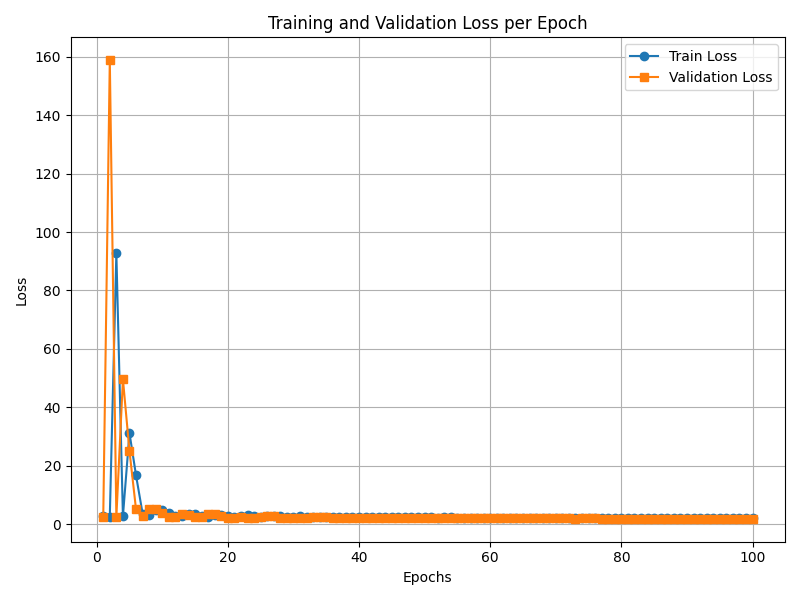 Training and Validation Loss per Epoch
Train Loss
Validation Loss
160
140
120
100
80
60
40
20
0
Loss
0 20 40 60 80 100
Epochs